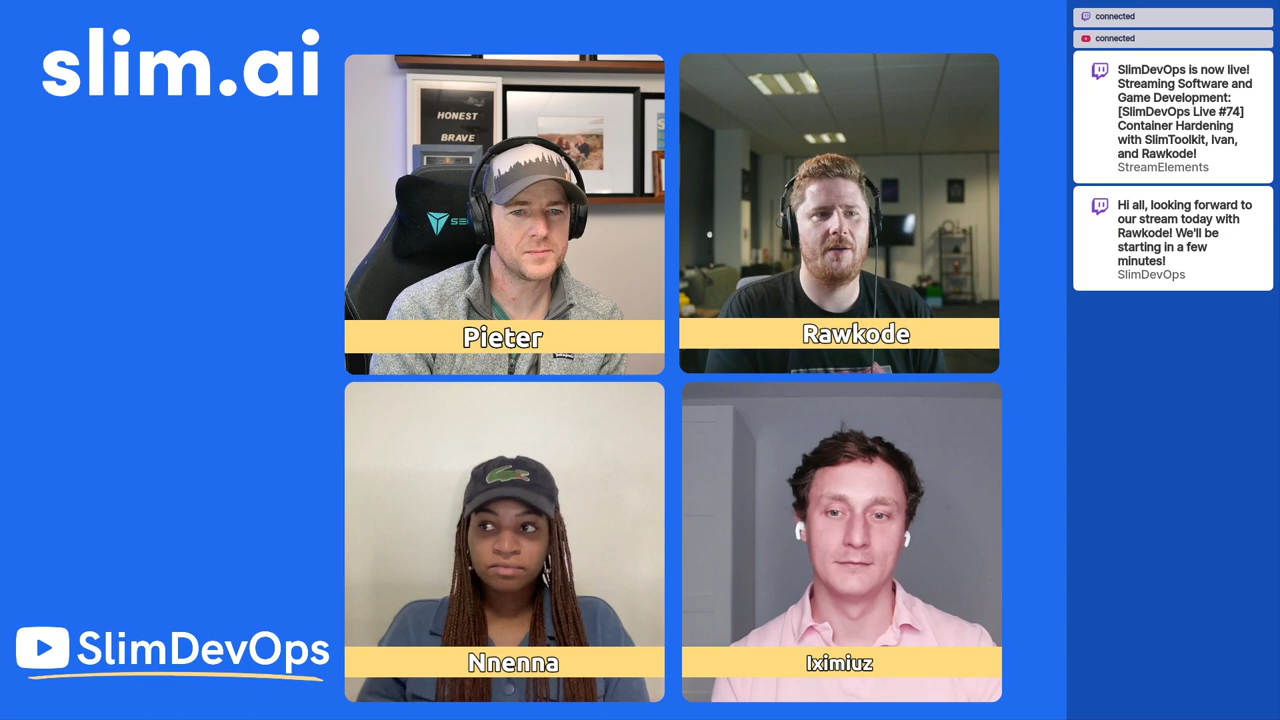 slim.ai
HONEST
BRAVE
Pieter
Rawkode
Nnenna
Iximiuz
SlimDevOps
connected
connected
SlimDevOps is now live!
Streaming Software and
Game Development:
[SlimDevOps Live #74]
Container Hardening
with SlimToolkit, Ivan,
and Rawkode!
StreamElements
Hi all, looking forward to
our stream today with
Rawkode! We'll be
starting in a few
minutes!
SlimDevOps